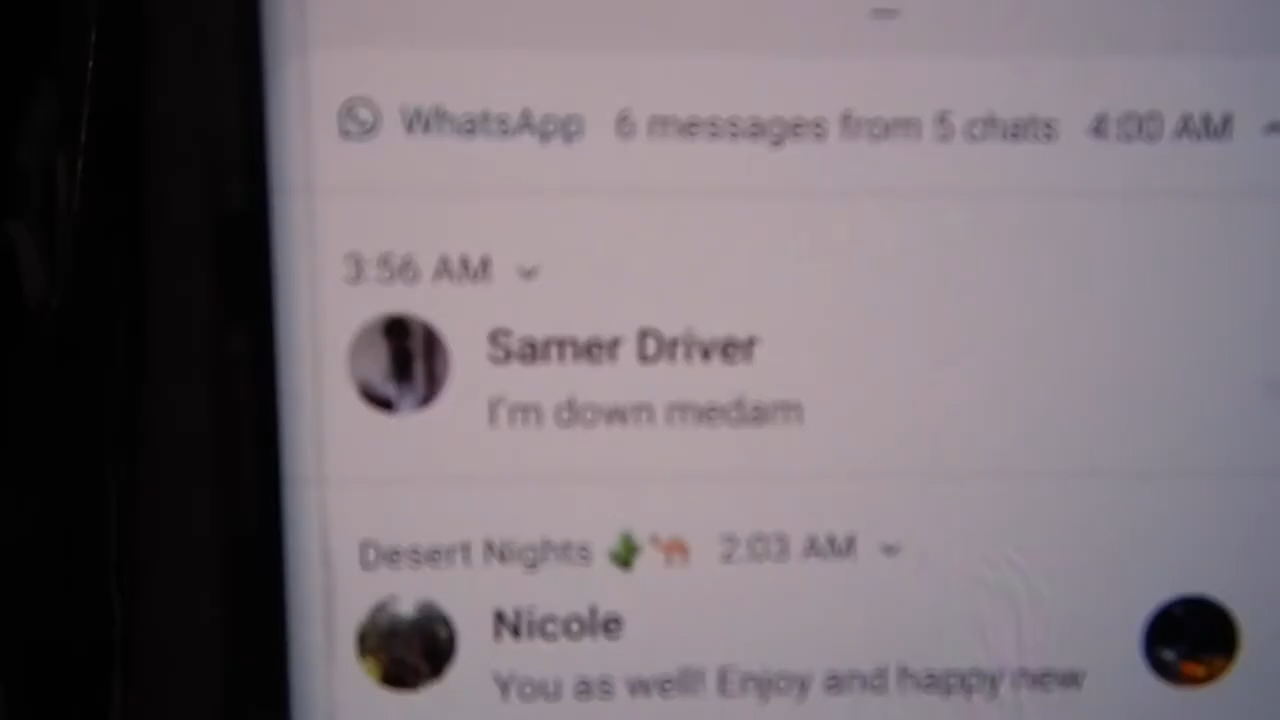 WhatsApp 6 messages from 5 chats 4:00 AM
3:56 AM
Samer Driver
I'm down medam
Desert Nights 🌵🐪 2:03 AM
Nicole
You as well! Enjoy and happy new